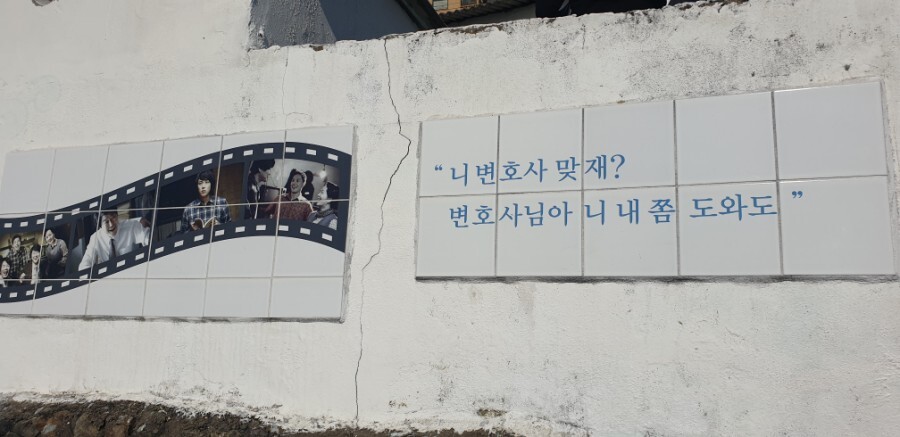 “ 니 변호사 맞재?
변호사님아 니 내 쫌 도와도 ”